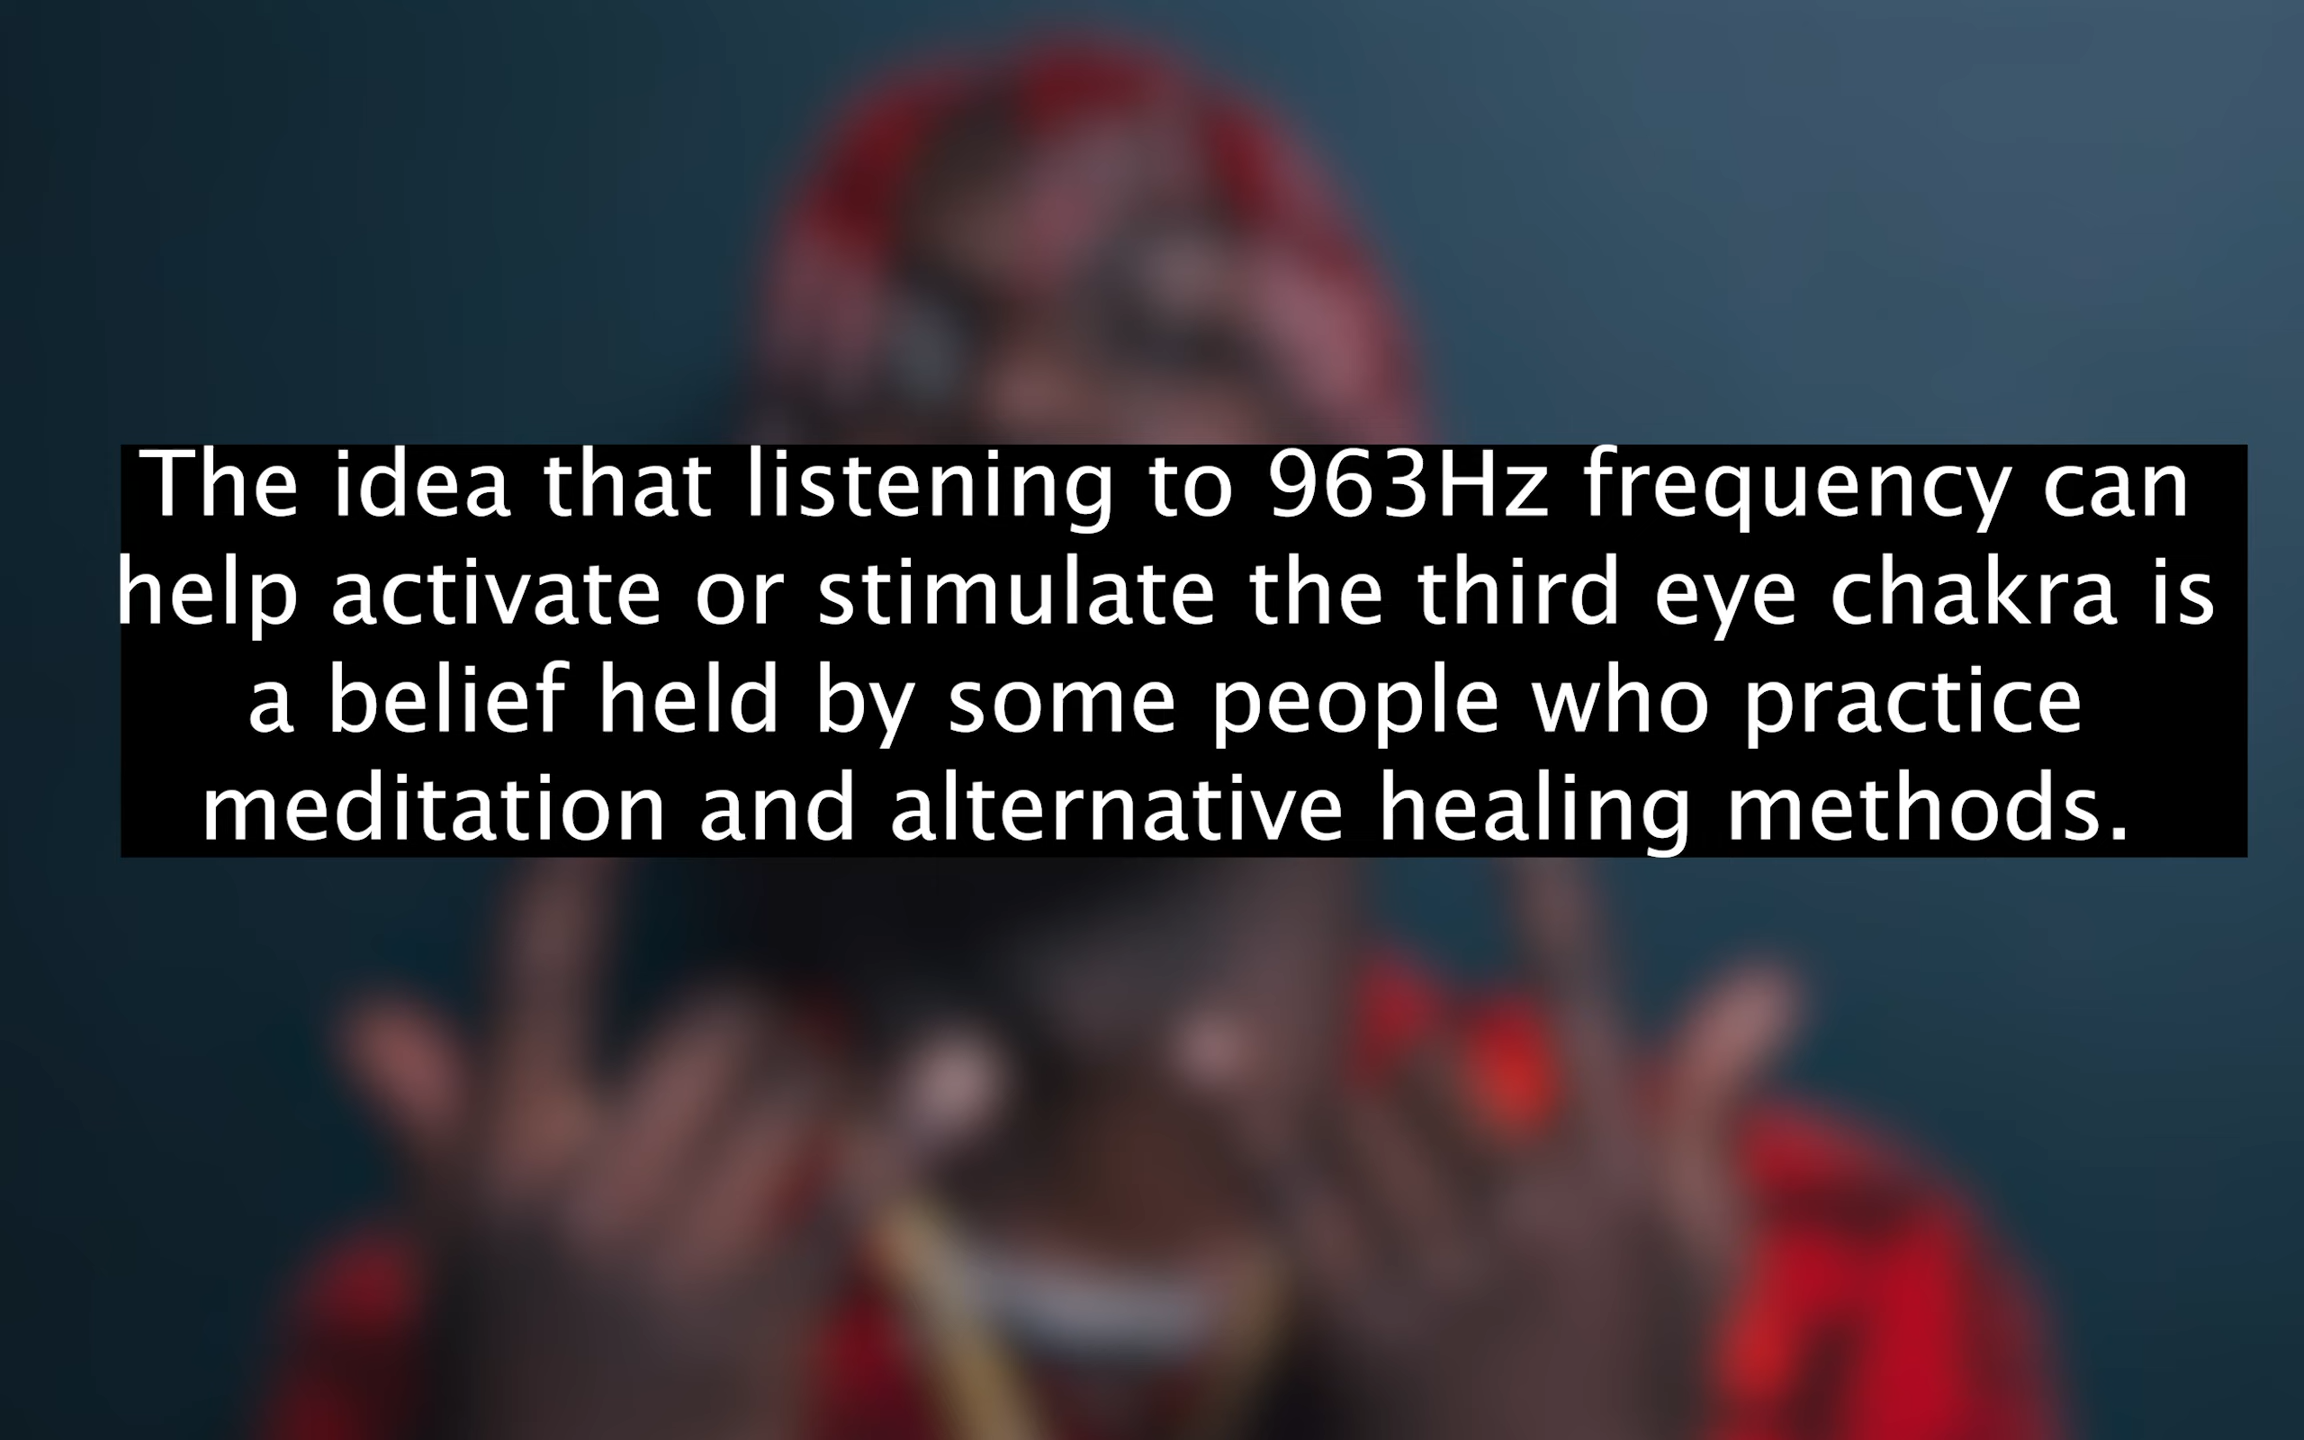 The idea that listening to 963Hz frequency can
help activate or stimulate the third eye chakra is
a belief held by some people who practice
meditation and alternative healing methods.